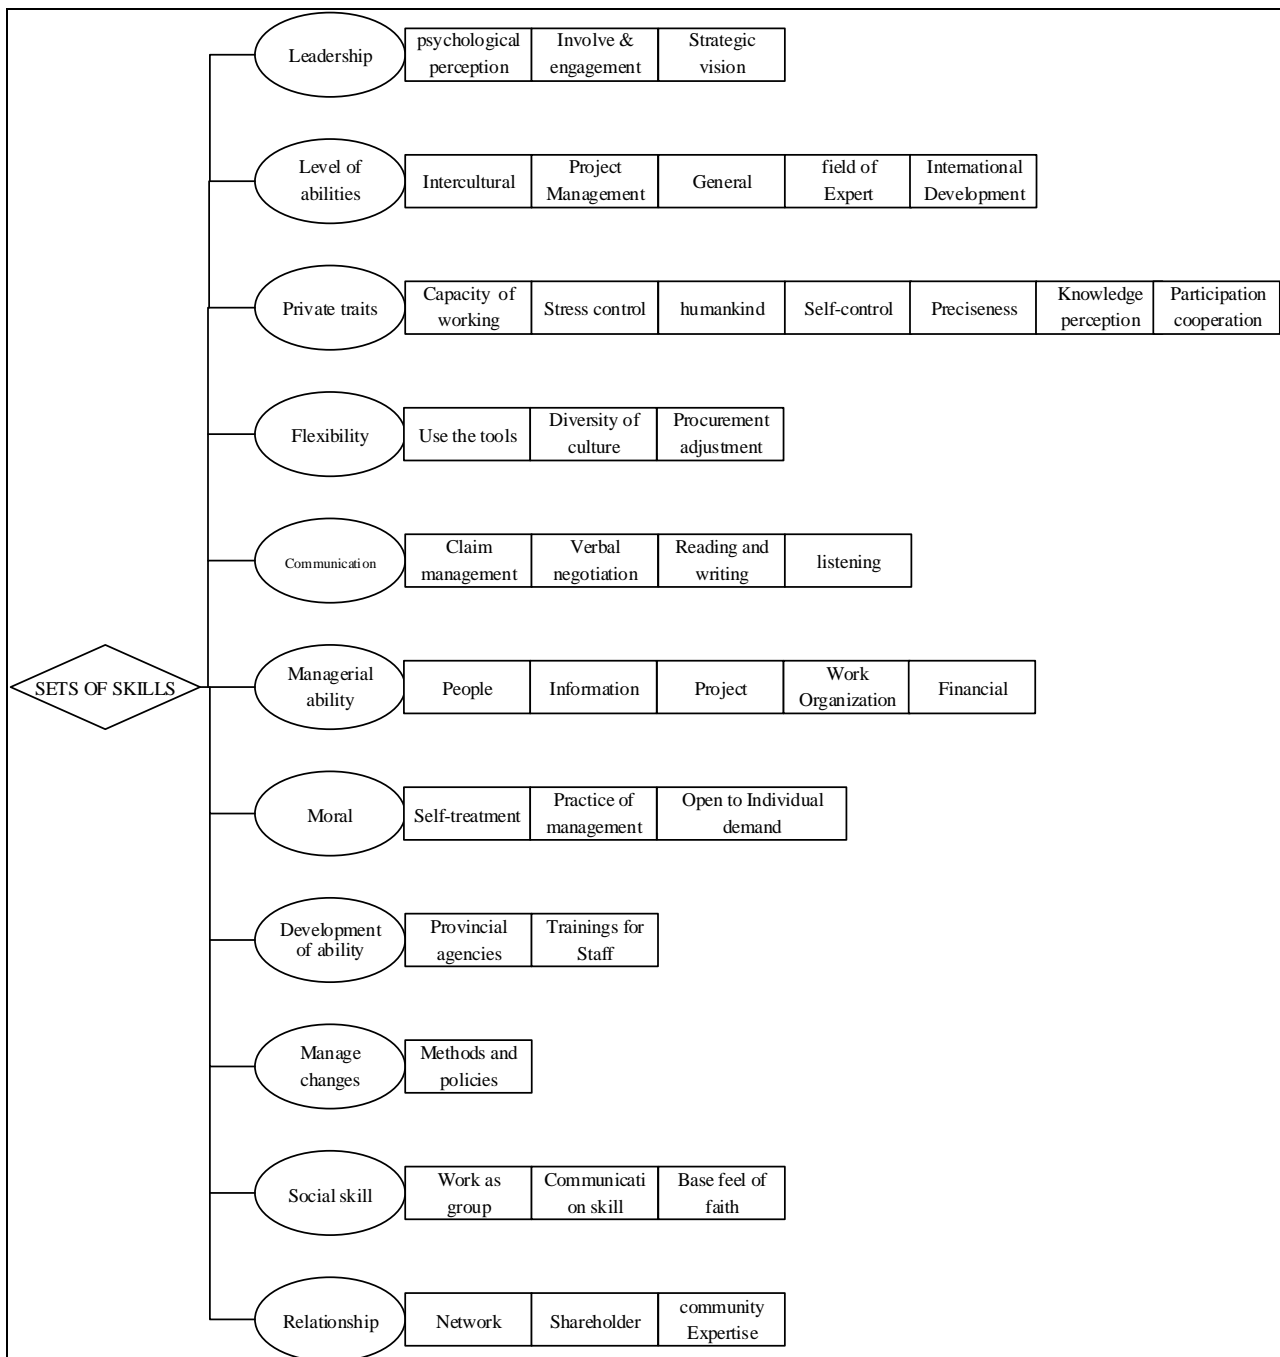 Leadership
psychological
perception
Involve &
engagement
Strategic
vision
Level of
abilities
Intercultural
Project
Management
General
field of
Expert
International
Development
Private traits
Capacity of
working
Stress control
humankind
Self-control
Preciseness
Knowledge
perception
Participation
cooperation
Flexibility
Use the tools
Diversity of
culture
Procurement
adjustment
Communication
Claim
management
Verbal
negotiation
Reading and
writing
listening
SETS OF SKILLS
Managerial
ability
People
Information
Project
Work
Organization
Financial
Moral
Self-treatment
Practice of
management
Open to Individual
demand
Development
of ability
Provincial
agencies
Trainings for
Staff
Manage
changes
Methods and
policies
Social skill
Work as
group
Communicati
on skill
Base feel of
faith
Relationship
Network
Shareholder
community
Expertise